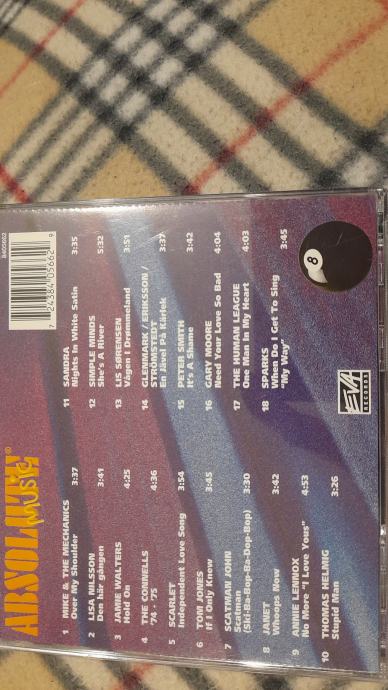 ABSOLUTE®
MUSIC
1 MIKE & THE MECHANICS
Over My Shoulder 3:37
2 LISA NILSSON
Den här gången 3:41
3 JAMIE WALTERS
Hold On 4:25
4 THE CONNELLS
'74 - '75 4:36
5 SCARLET
Independent Love Song 3:54
6 TOM JONES
If I Only Knew 3:45
7 SCATMAN JOHN
Scatman
(Ski-Ba-Bop-Ba-Dop-Bop) 3:30
8 JANET
Whoops Now 3:42
9 ANNIE LENNOX
No More "I Love Yous" 4:53
10 THOMAS HELMIG
Stupid Man 3:26
11 SANDRA
Nights In White Satin 3:35
12 SIMPLE MINDS
She's A River 5:32
13 LIS SØRENSEN
Vågen I Drømmeland 3:51
14 GLENMARK / ERIKSSON /
STRÖMSTEDT
En Jävel På Kärlek 3:37
15 PETER SMITH
It's A Shame 3:42
16 GARY MOORE
Need Your Love So Bad 4:04
17 THE HUMAN LEAGUE
One Man In My Heart 4:03
18 SPARKS
When Do I Get To Sing
"My Way" 3:45
7 24384 05662 9
8405662
EVA
RECORDS
8